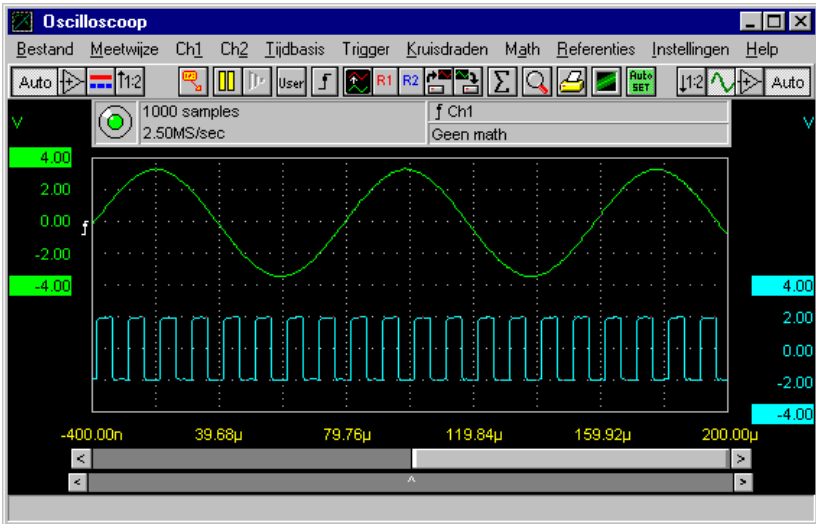 Oscilloscoop
Bestand Meetwijze Ch1 Ch2 Tijdbasis Trigger Kruisdraden Math Referenties Instellingen Help
Auto 1:2 User R1 R2 Auto SET 1:2 Auto
1000 samples
2.50MS/sec
ƒ Ch1
Geen math
V
V
4.00
2.00
0.00
-2.00
-4.00
4.00
2.00
0.00
-2.00
-4.00
-400.00n 39.68µ 79.76µ 119.84µ 159.92µ 200.00µ